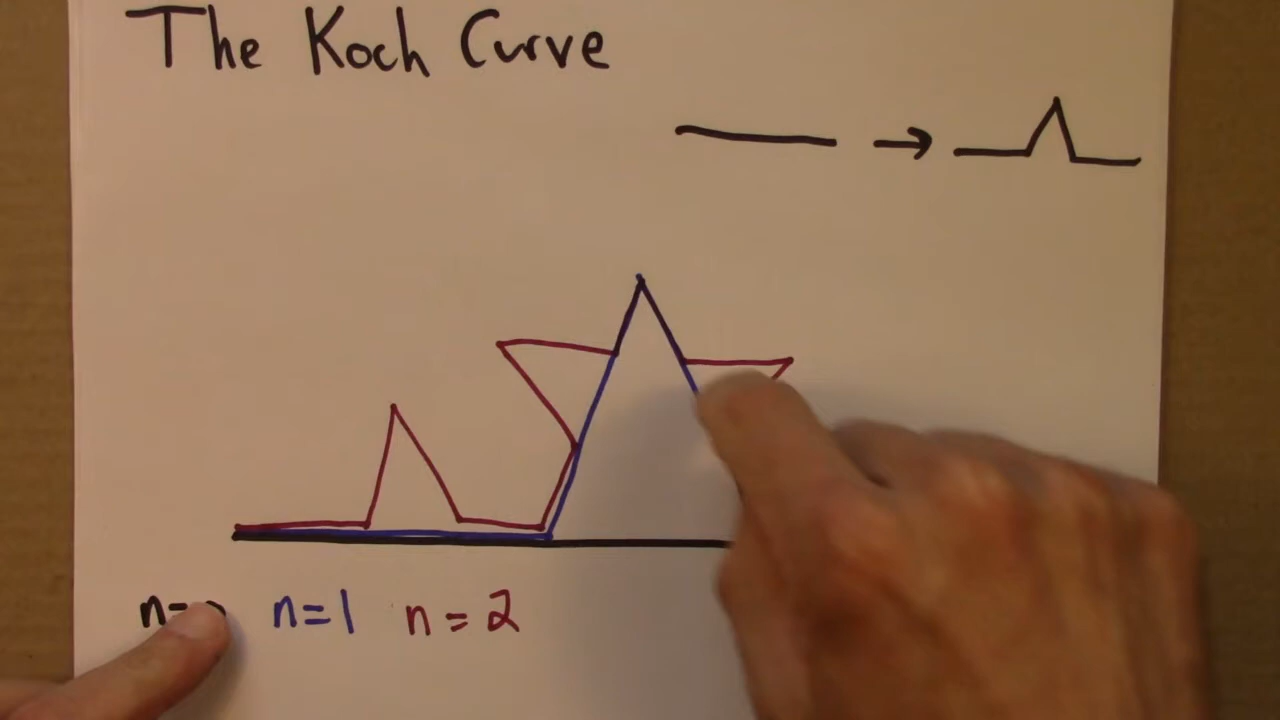 The Koch Curve
n= n=1 n=2